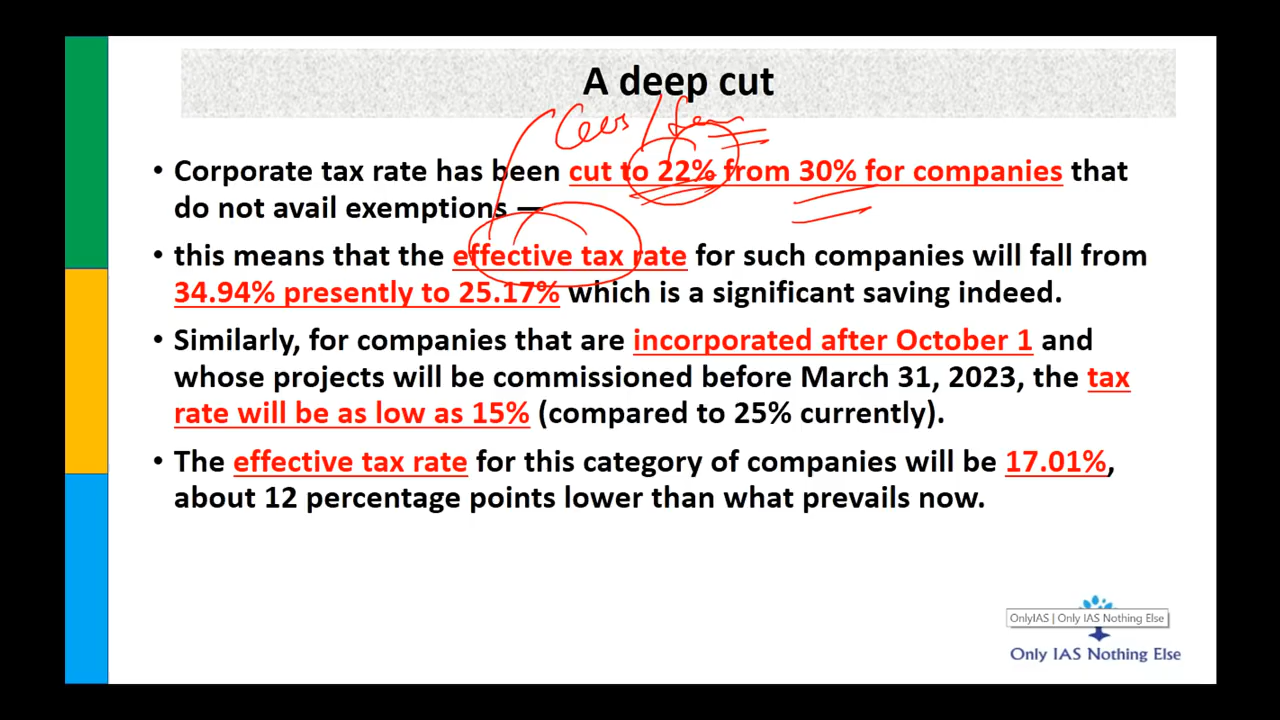 A deep cut
Cess /
• Corporate tax rate has been cut to 22% from 30% for companies that
do not avail exemptions —
• this means that the effective tax rate for such companies will fall from
34.94% presently to 25.17% which is a significant saving indeed.
• Similarly, for companies that are incorporated after October 1 and
whose projects will be commissioned before March 31, 2023, the tax
rate will be as low as 15% (compared to 25% currently).
• The effective tax rate for this category of companies will be 17.01%,
about 12 percentage points lower than what prevails now.
OnlyIAS | Only IAS Nothing Else
Only IAS Nothing Else